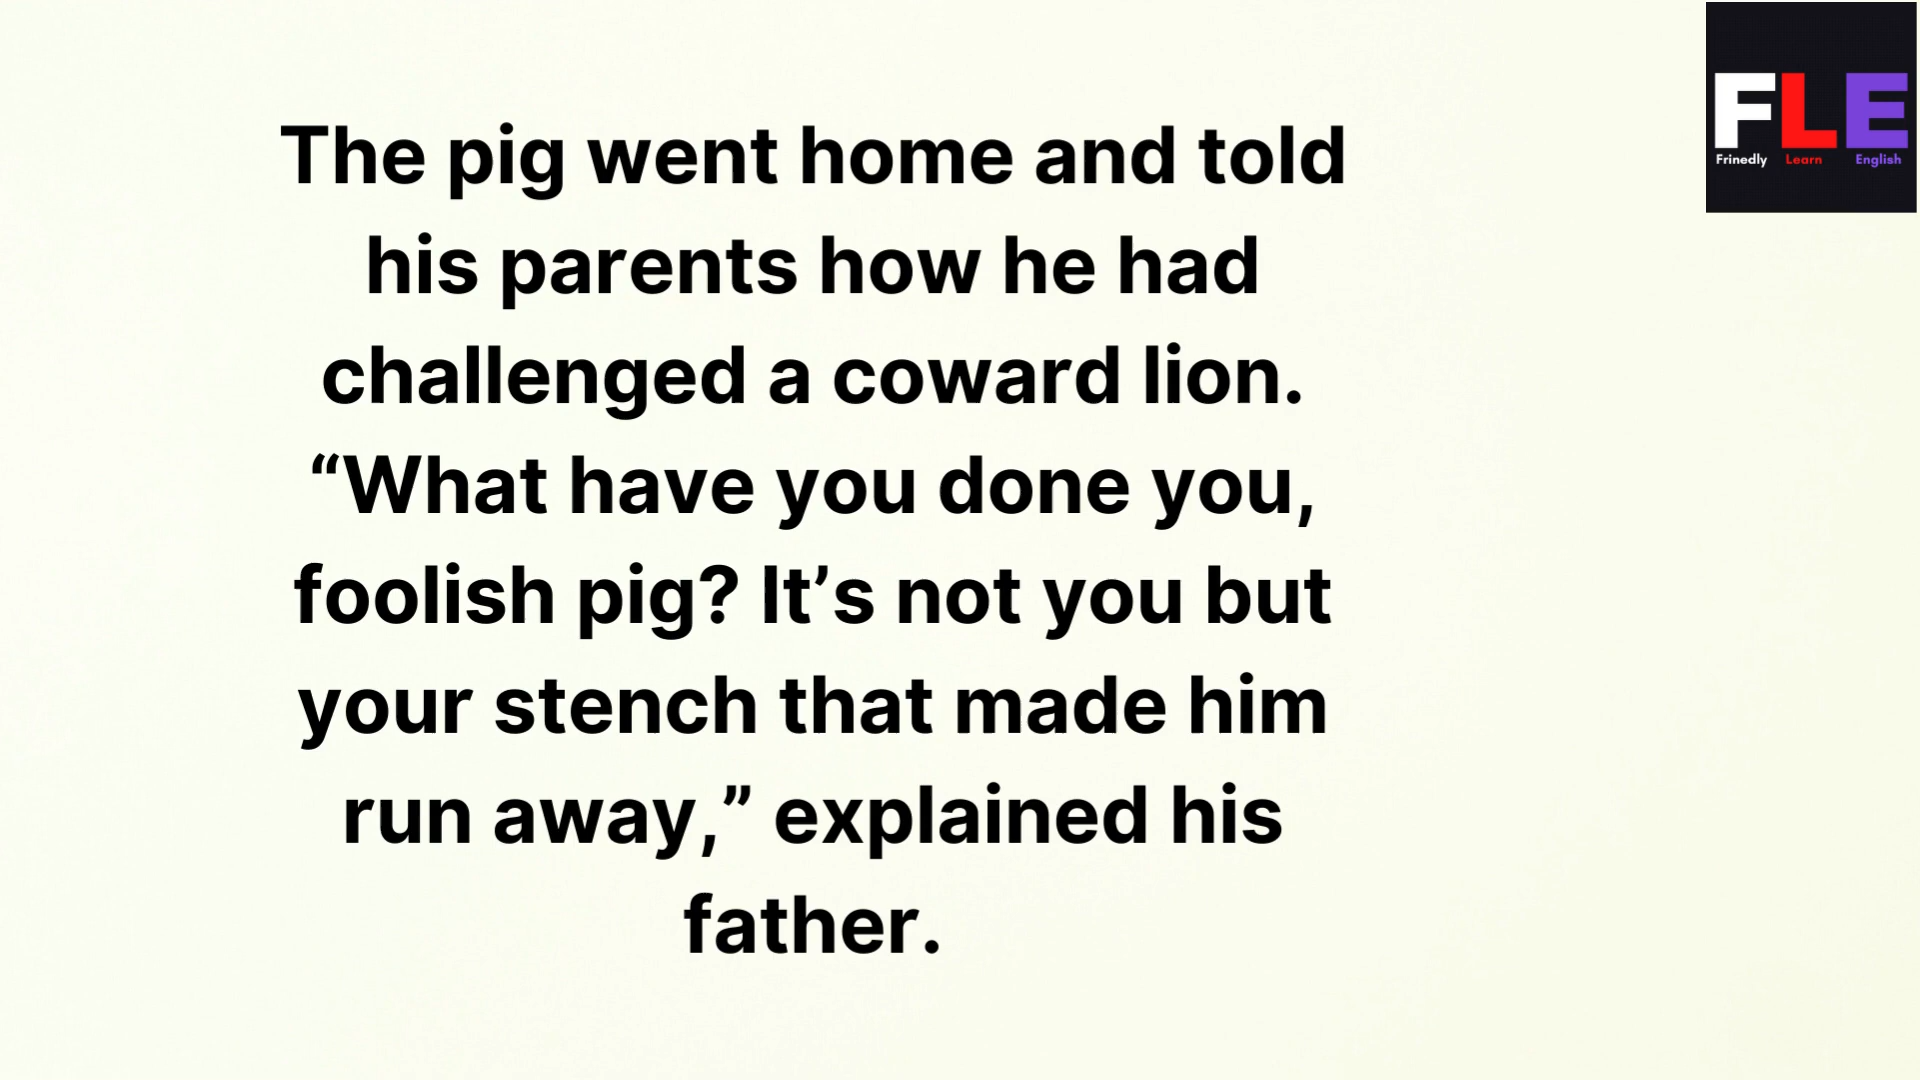 The pig went home and told
his parents how he had
challenged a coward lion.
“What have you done you,
foolish pig? It’s not you but
your stench that made him
run away,” explained his
father.
FLE
Frinedly Learn English